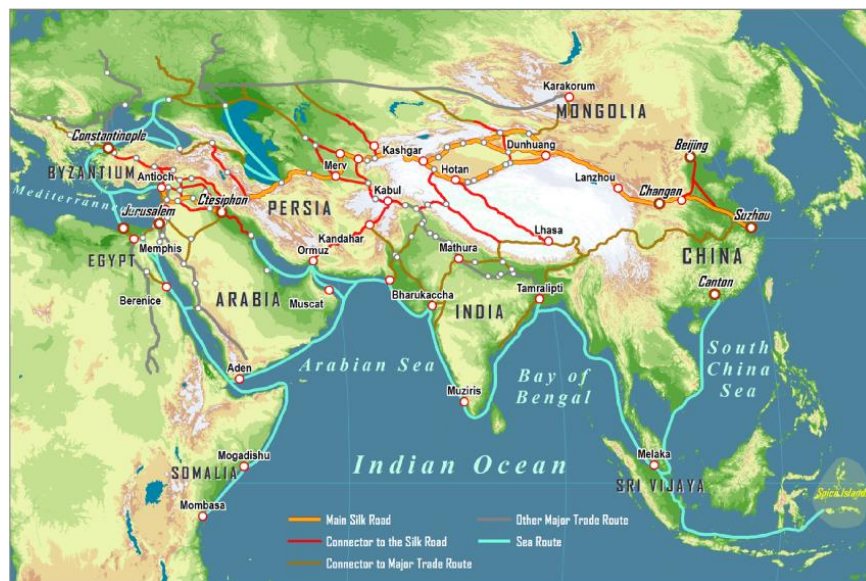 Karakorum
MONGOLIA
Constantinople
BYZANTIUM
Antioch
Mediterranean
Ctesiphon
Jurusalem
Memphis
EGYPT
Berenice
PERSIA
Merv
Kashgar
Hotan
Dunhuang
Beijing
Lanzhou
Changan
Suzhou
CHINA
Canton
Kabul
Kandahar
Ormuz
Lhasa
Mathura
Muscat
ARABIA
Bharukaccha
INDIA
Tamralipti
Aden
Arabian Sea
Muziris
Bay of
Bengal
South
China
Sea
Mogadishu
SOMALIA
Mombasa
Indian Ocean
Melaka
SRI VIJAYA
Spice Island
Main Silk Road
Connector to the Silk Road
Connector to Major Trade Route
Other Major Trade Route
Sea Route